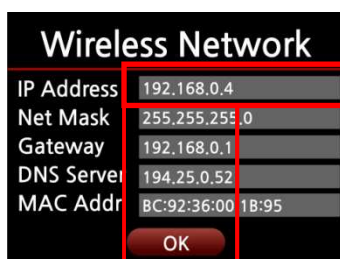 Wireless Network
IP Address 192.168.0.4
Net Mask 255.255.255.0
Gateway 192.168.0.1
DNS Server 194.25.0.52
MAC Addr BC:92:36:00:1B:95
OK